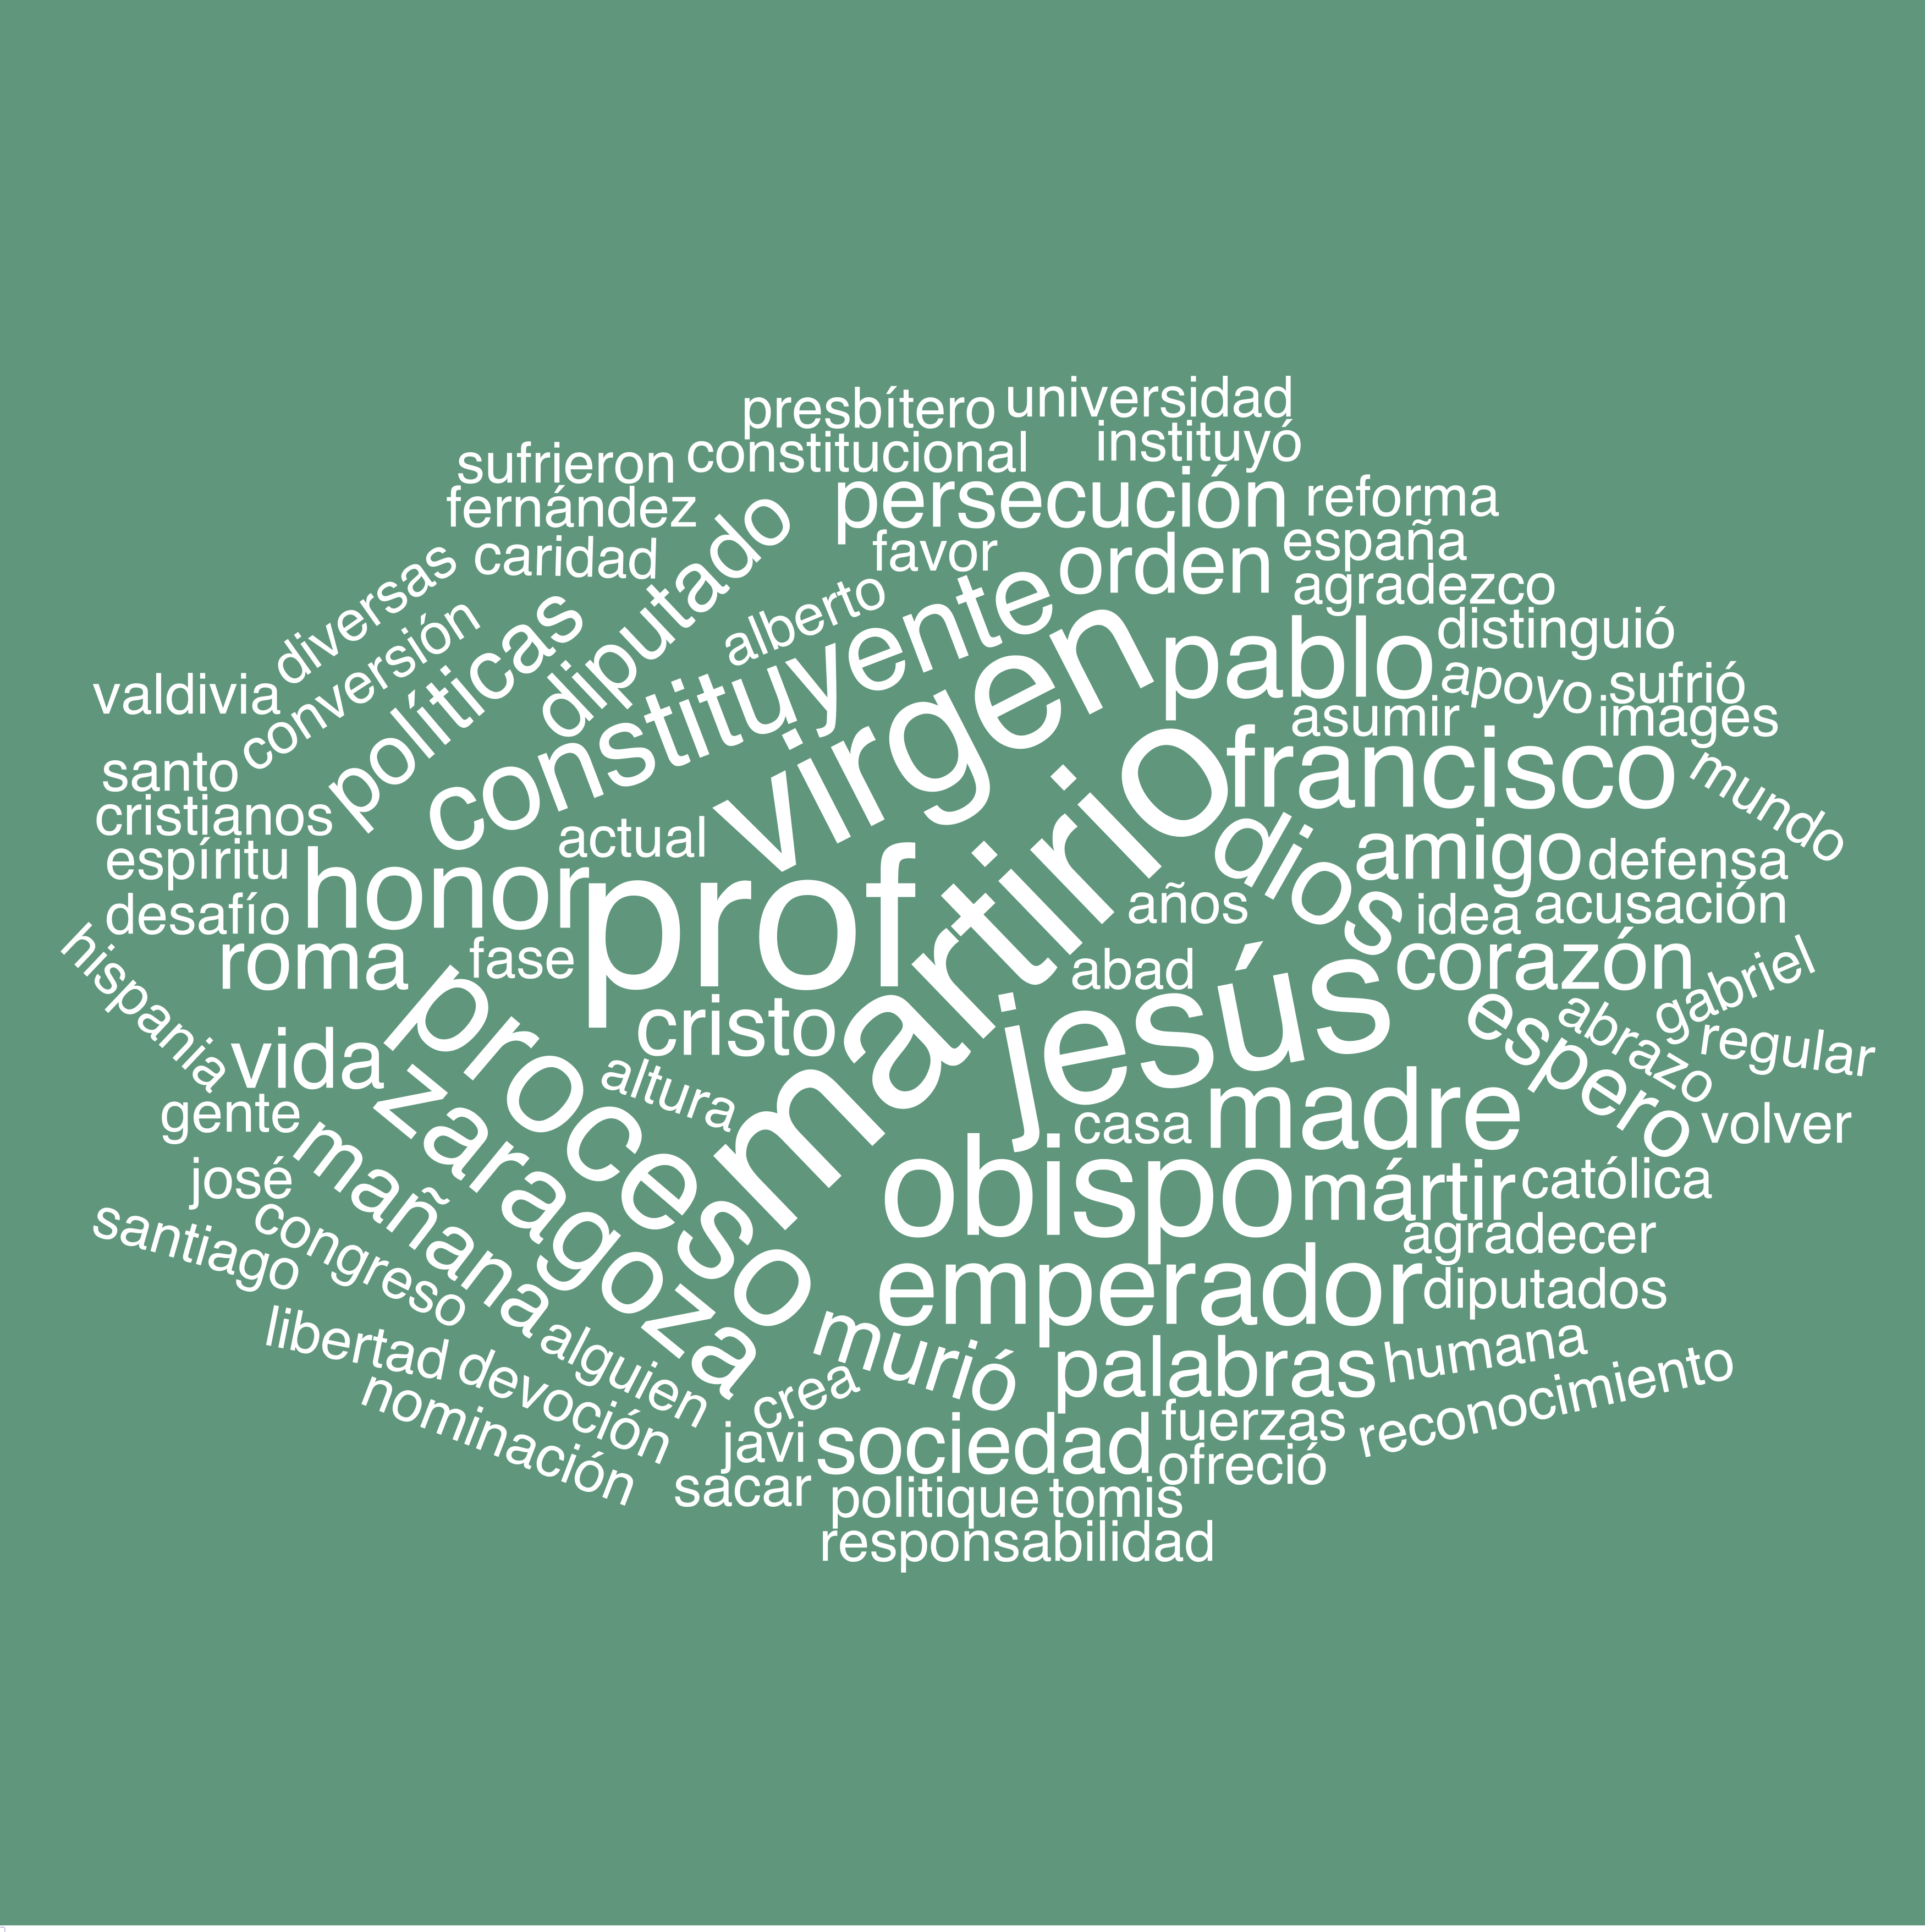 presbítero universidad
constitucional instituyó
sufrieron
persecución reforma
fernández
favor orden españa
caridad
diputado
agradezco
diversas
alberto
distinguió
conversión
políticas
constituyente
virgen
pablo
apoyo sufrió
valdivia
asumir images
santo
francisco
mundo
cristianos
actual
martirio
dios
amigo defensa
espíritu
honor prof
años
idea acusación
desafío
roma fase
abad
corazón
hispania
cristo
jesús
espero
abrazo
gabriel
regular
vida
proceso
altura
casa madre
volver
gente
zaragoza
obispo mártir católica
mañana
josé
agradecer
santiago
congreso
emperador diputados
murió
palabras humana
libertad devoción
alguien
crea
reconocimiento
nominación
javi sociedad fuerzas
ofreció
sacar politique tomis
responsabilidad